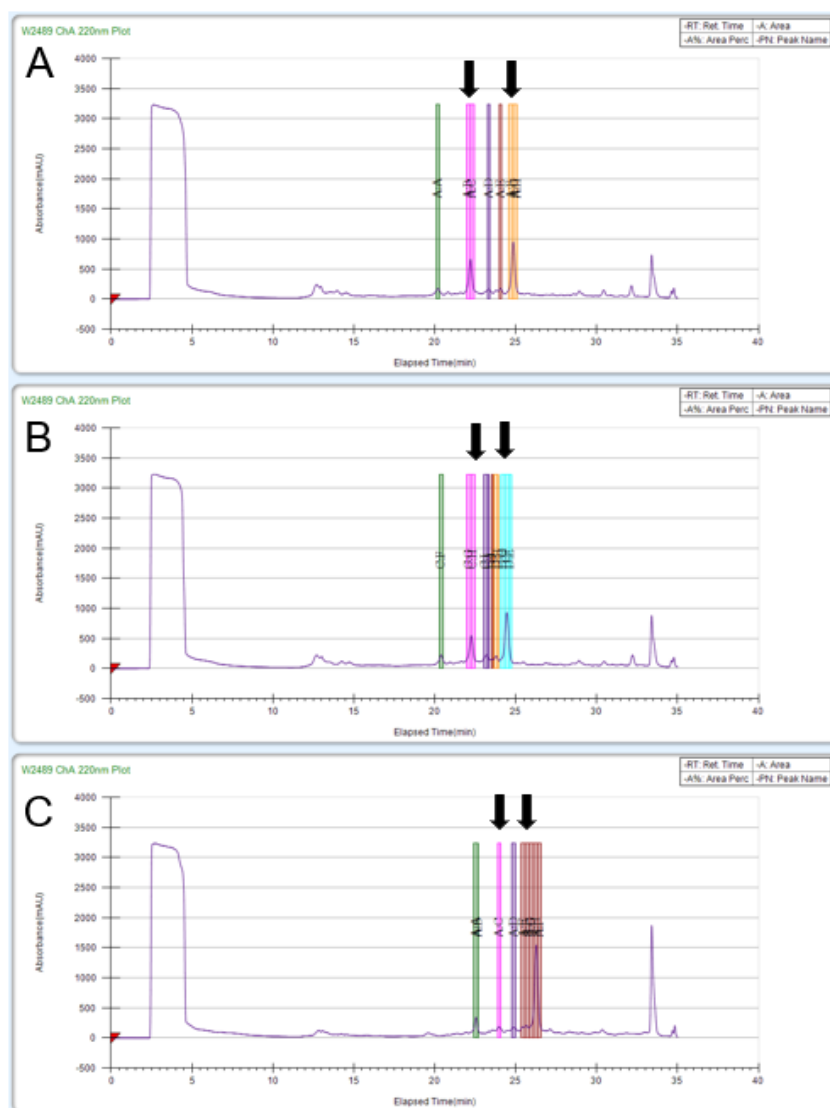 W2489 ChA 220nm Plot
-RT: Ret. Time -A: Area
-A%: Area Perc -PN: Peak Name
A
4000
3500
3000
2500
2000
1500
1000
500
0
-500
Absorbance(mAU)
A:A
0 5 10 15 20 25 30 35 40
Elapsed Time(min)
W2489 ChA 220nm Plot
-RT: Ret. Time -A: Area
-A%: Area Perc -PN: Peak Name
B
4000
3500
3000
2500
2000
1500
1000
500
0
-500
Absorbance(mAU)
C:F
0 5 10 15 20 25 30 35 40
Elapsed Time(min)
W2489 ChA 220nm Plot
-RT: Ret. Time -A: Area
-A%: Area Perc -PN: Peak Name
C
4000
3500
3000
2500
2000
1500
1000
500
0
-500
Absorbance(mAU)
A:C
0 5 10 15 20 25 30 35 40
Elapsed Time(min)